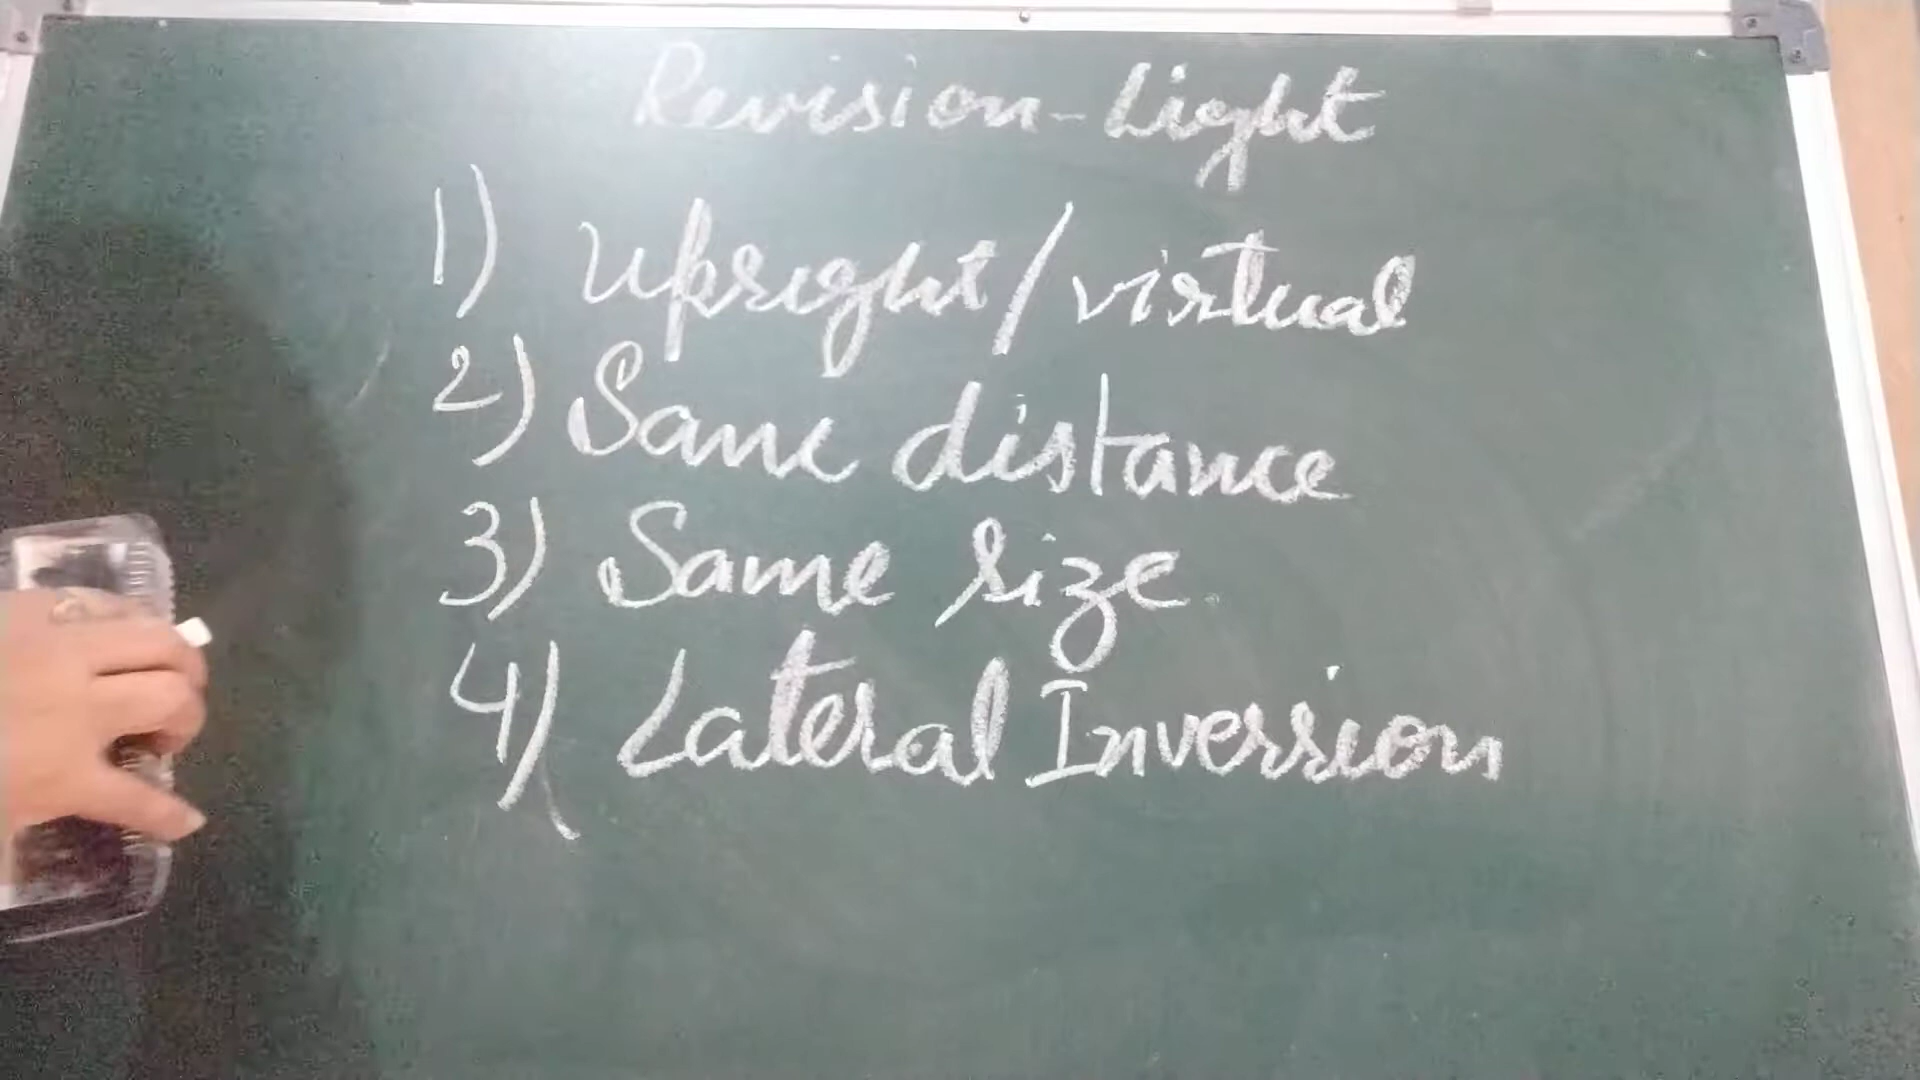 Revision-Light
1) Upright/virtual
2) Same distance
3) Same size
4) Lateral Inversion